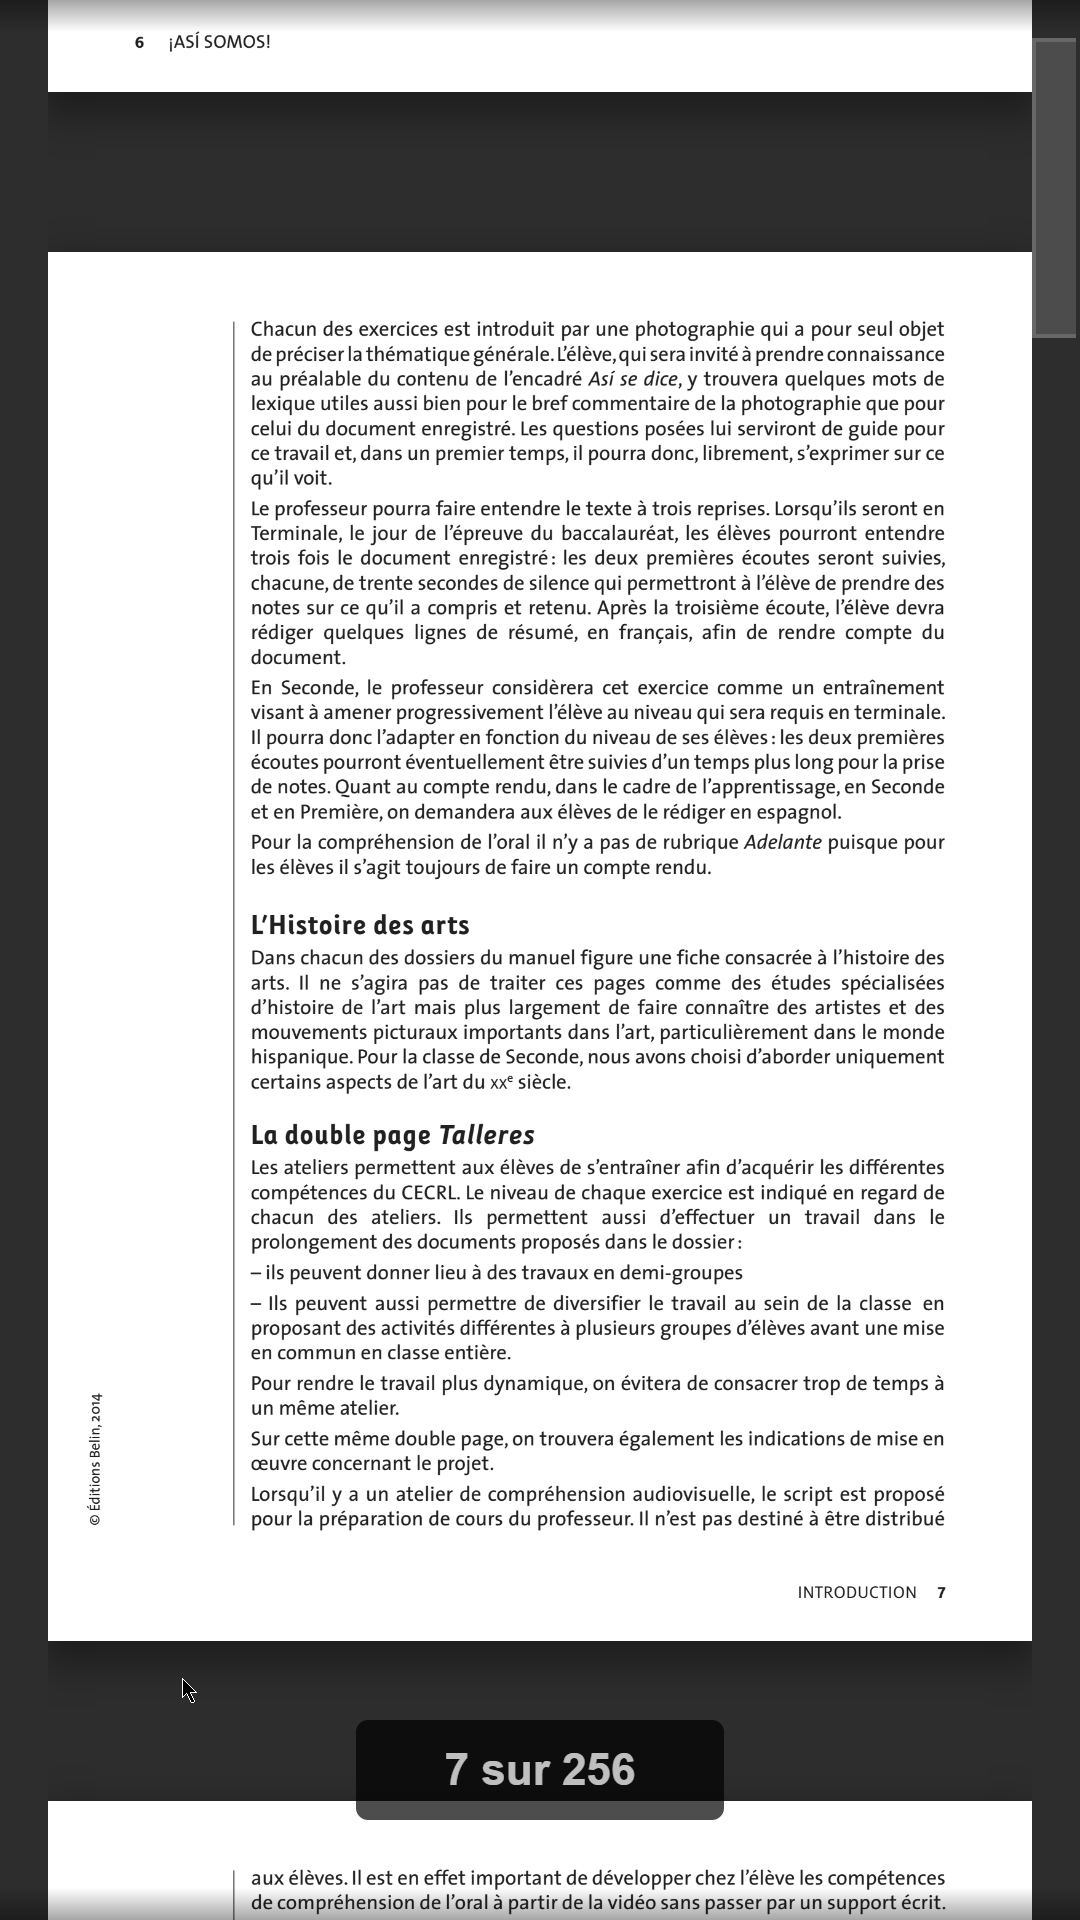 6 ¡ASÍ SOMOS!
Chacun des exercices est introduit par une photographie qui a pour seul objet
de préciser la thématique générale. L’élève, qui sera invité à prendre connaissance
au préalable du contenu de l’encadré Así se dice, y trouvera quelques mots de
lexique utiles aussi bien pour le bref commentaire de la photographie que pour
celui du document enregistré. Les questions posées lui serviront de guide pour
ce travail et, dans un premier temps, il pourra donc, librement, s’exprimer sur ce
qu’il voit.
Le professeur pourra faire entendre le texte à trois reprises. Lorsqu’ils seront en
Terminale, le jour de l’épreuve du baccalauréat, les élèves pourront entendre
trois fois le document enregistré : les deux premières écoutes seront suivies,
chacune, de trente secondes de silence qui permettront à l’élève de prendre des
notes sur ce qu’il a compris et retenu. Après la troisième écoute, l’élève devra
rédiger quelques lignes de résumé, en français, afin de rendre compte du
document.
En Seconde, le professeur considèrera cet exercice comme un entraînement
visant à amener progressivement l’élève au niveau qui sera requis en terminale.
Il pourra donc l’adapter en fonction du niveau de ses élèves : les deux premières
écoutes pourront éventuellement être suivies d’un temps plus long pour la prise
de notes. Quant au compte rendu, dans le cadre de l’apprentissage, en Seconde
et en Première, on demandera aux élèves de le rédiger en espagnol.
Pour la compréhension de l’oral il n’y a pas de rubrique Adelante puisque pour
les élèves il s’agit toujours de faire un compte rendu.
L’Histoire des arts
Dans chacun des dossiers du manuel figure une fiche consacrée à l’histoire des
arts. Il ne s’agira pas de traiter ces pages comme des études spécialisées
d’histoire de l’art mais plus largement de faire connaître des artistes et des
mouvements picturaux importants dans l’art, particulièrement dans le monde
hispanique. Pour la classe de Seconde, nous avons choisi d’aborder uniquement
certains aspects de l’art du XXe siècle.
La double page Talleres
Les ateliers permettent aux élèves de s’entraîner afin d’acquérir les différentes
compétences du CECRL. Le niveau de chaque exercice est indiqué en regard de
chacun des ateliers. Ils permettent aussi d’effectuer un travail dans le
prolongement des documents proposés dans le dossier :
– ils peuvent donner lieu à des travaux en demi-groupes
– Ils peuvent aussi permettre de diversifier le travail au sein de la classe en
proposant des activités différentes à plusieurs groupes d’élèves avant une mise
en commun en classe entière.
Pour rendre le travail plus dynamique, on évitera de consacrer trop de temps à
un même atelier.
Sur cette même double page, on trouvera également les indications de mise en
œuvre concernant le projet.
Lorsqu’il y a un atelier de compréhension audiovisuelle, le script est proposé
pour la préparation de cours du professeur. Il n’est pas destiné à être distribué
© Éditions Belin, 2014
INTRODUCTION 7
7 sur 256
aux élèves. Il est en effet important de développer chez l’élève les compétences
de compréhension de l’oral à partir de la vidéo sans passer par un support écrit.